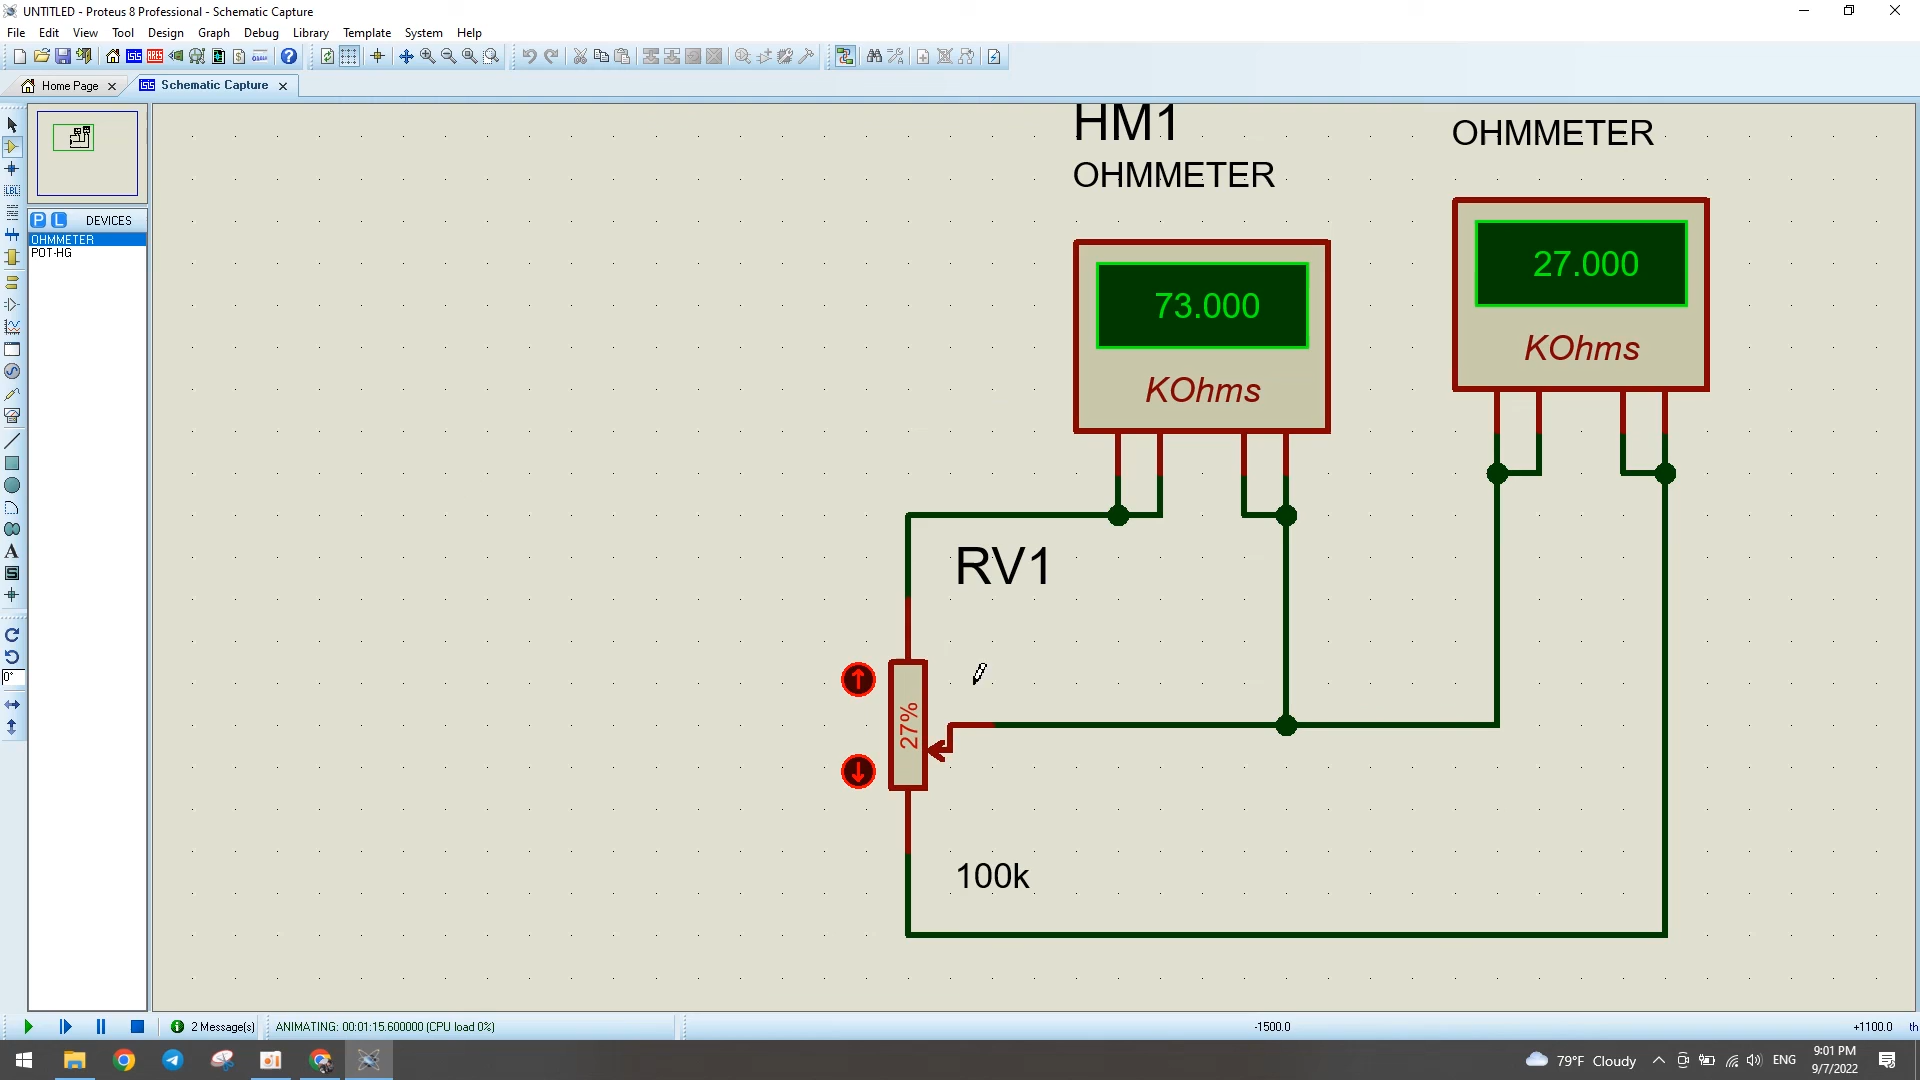 UNTITLED - Proteus 8 Professional - Schematic Capture
File Edit View Tool Design Graph Debug Library Template System Help
Home Page
Schematic Capture
P L DEVICES
OHMMETER
POT-HG
LBL
A
S
0°
HM1
OHMMETER
OHMMETER
73.000
KOhms
27.000
KOhms
RV1
27%
100k
2 Message(s)
ANIMATING: 00:01:15.600000 (CPU load 0%)
-1500.0
+1100.0
th
79°F Cloudy
ENG
9:01 PM
9/7/2022